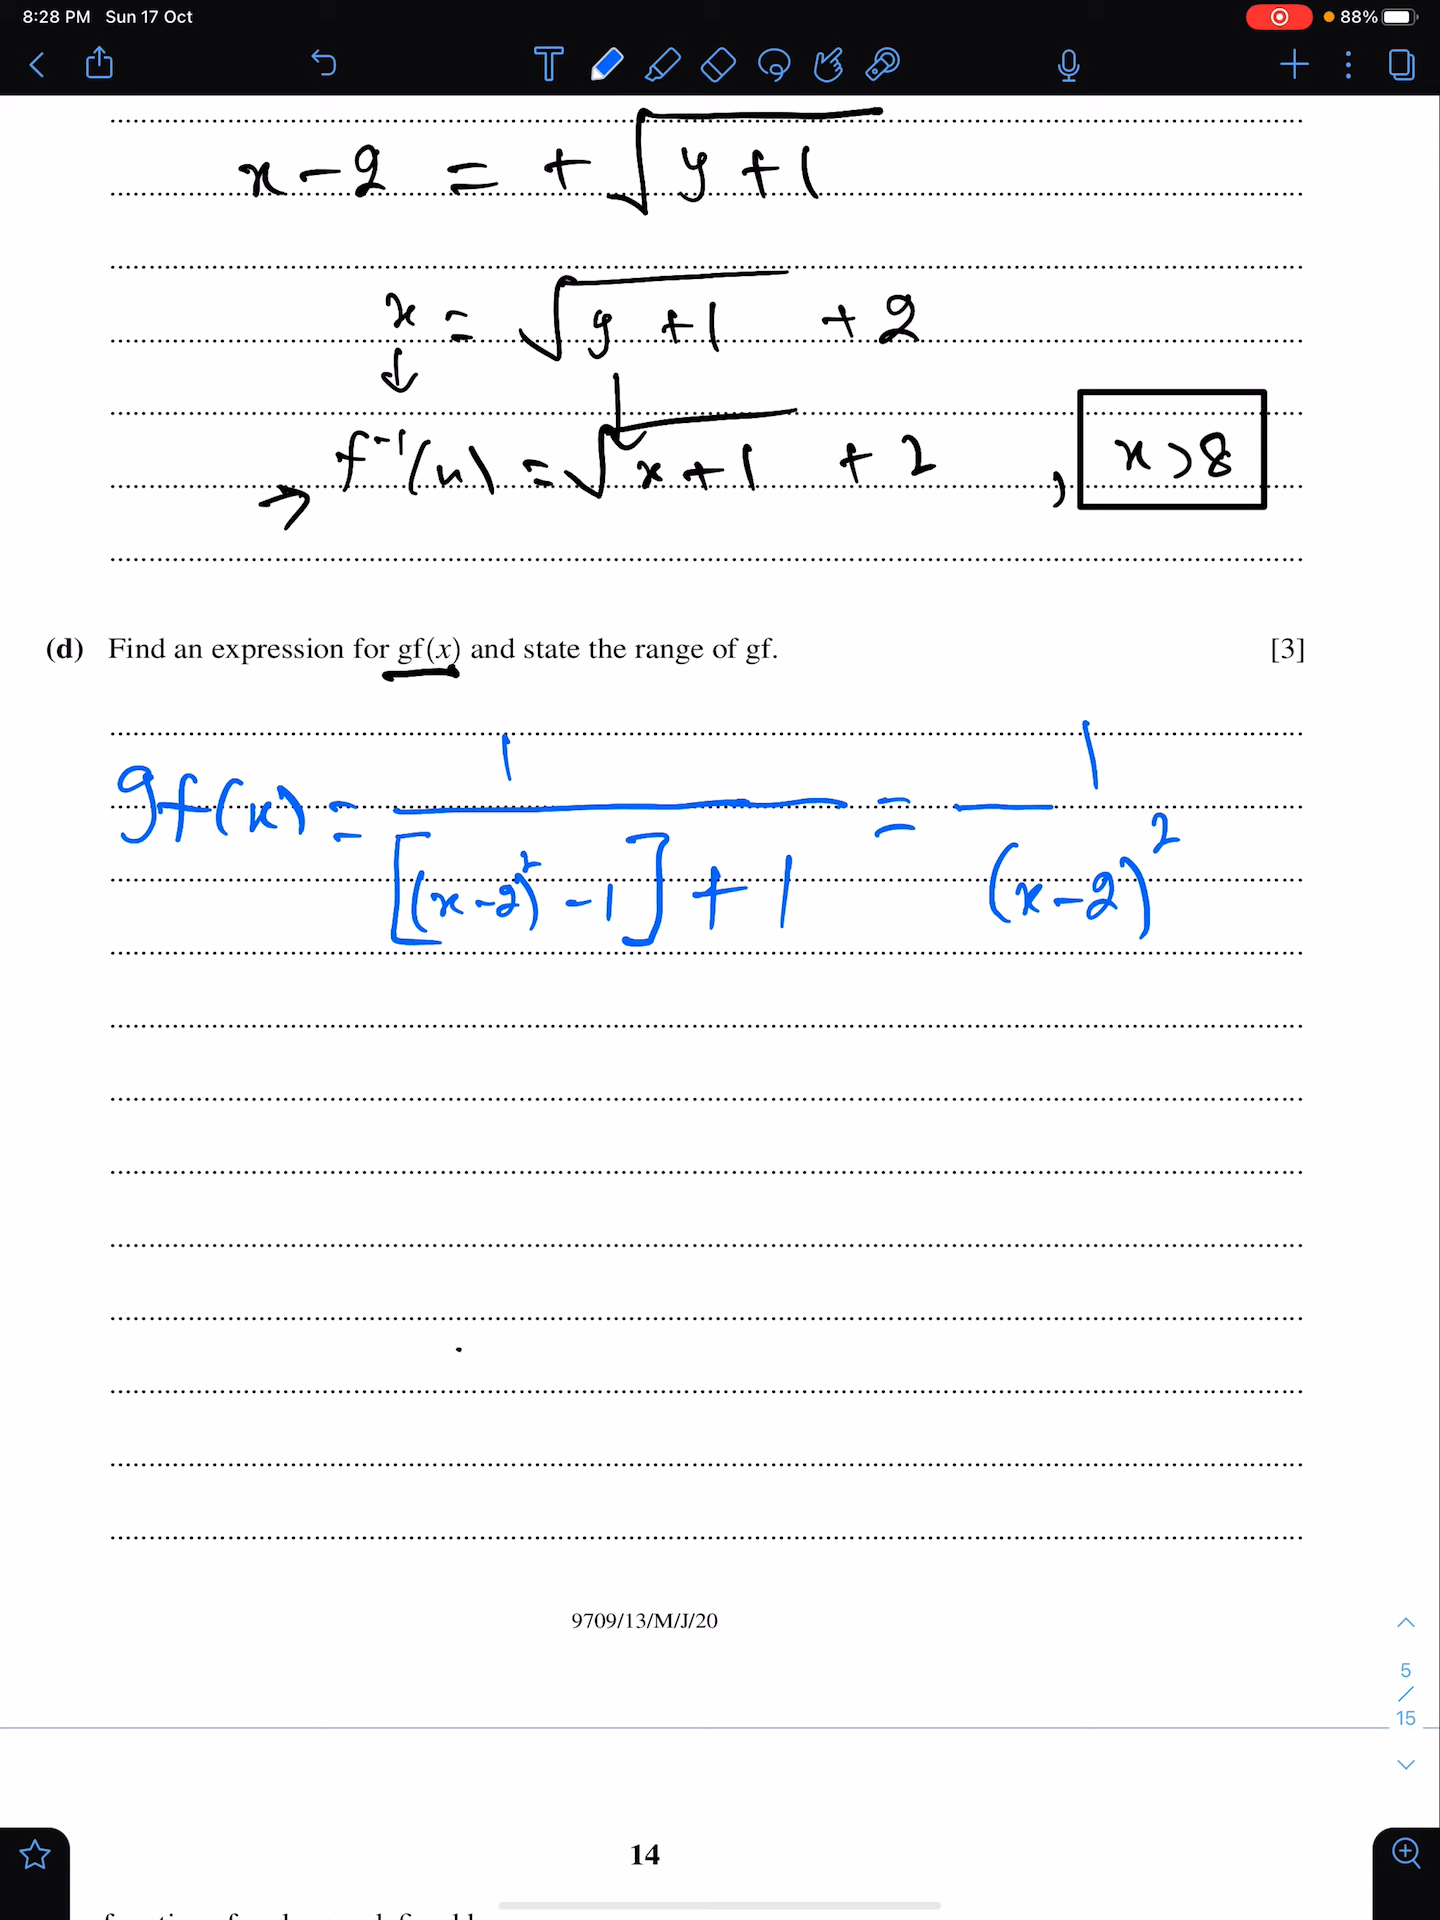 8:28 PM Sun 17 Oct 88%
x - 2 = + √(y + 1)
x = √(y + 1) + 2
→ f⁻¹(x) = √(x + 1) + 2 , x > 8
(d) Find an expression for gf(x) and state the range of gf. [3]
gf(x) = 1 / ([(x - 2)² - 1] + 1) = 1 / (x - 2)²
9709/13/M/J/20
5
/
15
14